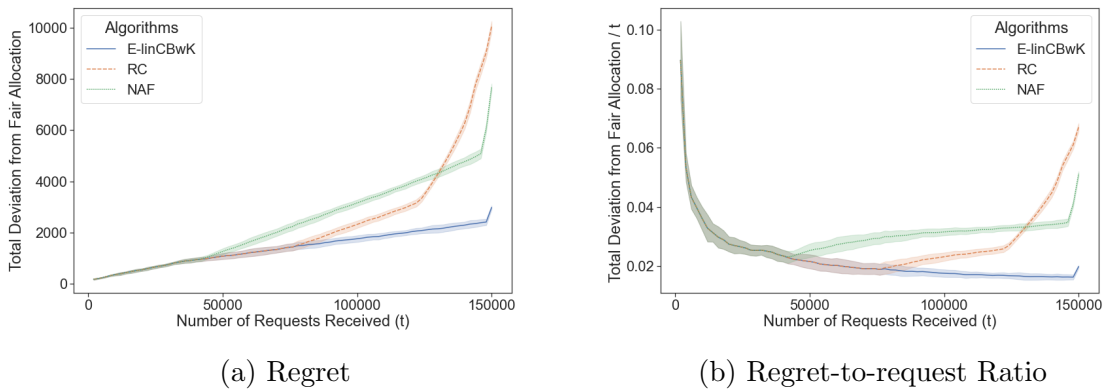 Total Deviation from Fair Allocation
10000
8000
6000
4000
2000
0
Algorithms
E-linCBwK
RC
NAF
0
50000
100000
150000
Number of Requests Received (t)
(a) Regret
Total Deviation from Fair Allocation / t
0.10
0.08
0.06
0.04
0.02
Algorithms
E-linCBwK
RC
NAF
0
50000
100000
150000
Number of Requests Received (t)
(b) Regret-to-request Ratio